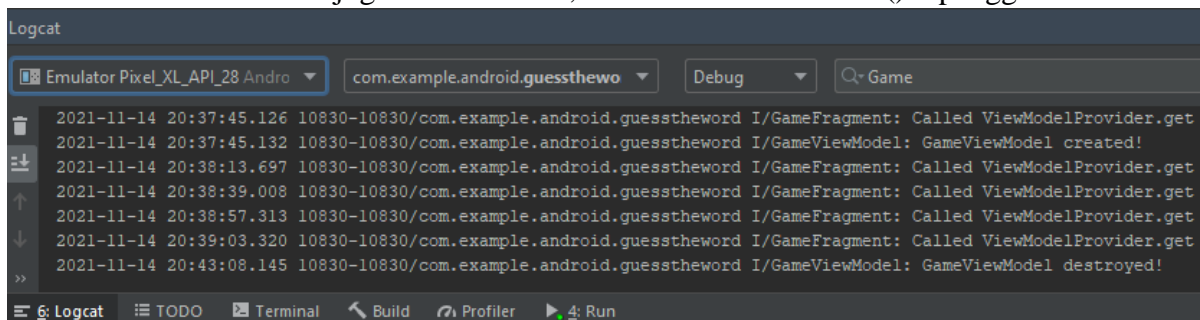 Logcat
Emulator Pixel_XL_API_28 Andro com.example.android.guessthewo Debug Game
2021-11-14 20:37:45.126 10830-10830/com.example.android.guesstheword I/GameFragment: Called ViewModelProvider.get
2021-11-14 20:37:45.132 10830-10830/com.example.android.guesstheword I/GameViewModel: GameViewModel created!
2021-11-14 20:38:13.697 10830-10830/com.example.android.guesstheword I/GameFragment: Called ViewModelProvider.get
2021-11-14 20:38:39.008 10830-10830/com.example.android.guesstheword I/GameFragment: Called ViewModelProvider.get
2021-11-14 20:38:57.313 10830-10830/com.example.android.guesstheword I/GameFragment: Called ViewModelProvider.get
2021-11-14 20:39:03.320 10830-10830/com.example.android.guesstheword I/GameFragment: Called ViewModelProvider.get
2021-11-14 20:43:08.145 10830-10830/com.example.android.guesstheword I/GameViewModel: GameViewModel destroyed!
6: Logcat TODO Terminal Build Profiler 4: Run